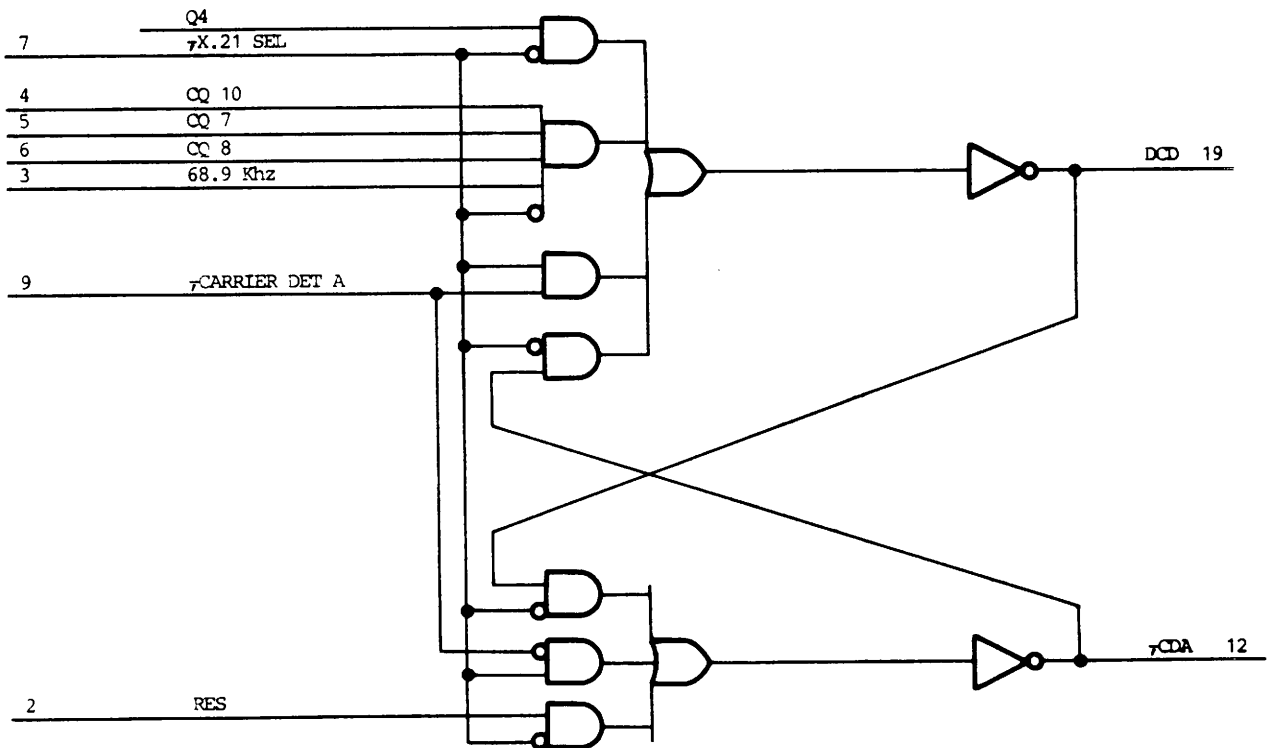 Q4
7 ┬X.21 SEL
4 CQ 10
5 CQ 7
6 CQ 8
3 68.9 Khz
DCD 19
9 ┬CARRIER DET A
┬CDA 12
2 RES